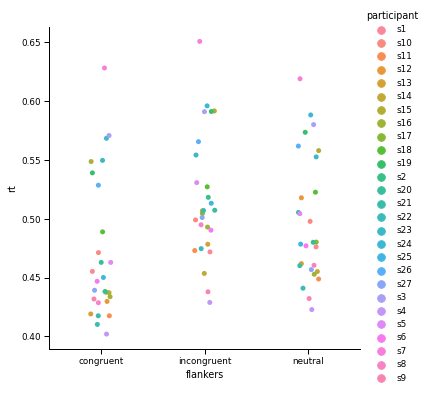 participant
s1
s10
s11
s12
s13
s14
s15
s16
s17
s18
s19
s2
s20
s21
s22
s23
s24
s25
s26
s27
s3
s4
s5
s6
s7
s8
s9
0.65
0.60
0.55
0.50
0.45
0.40
rt
congruent
incongruent
neutral
flankers